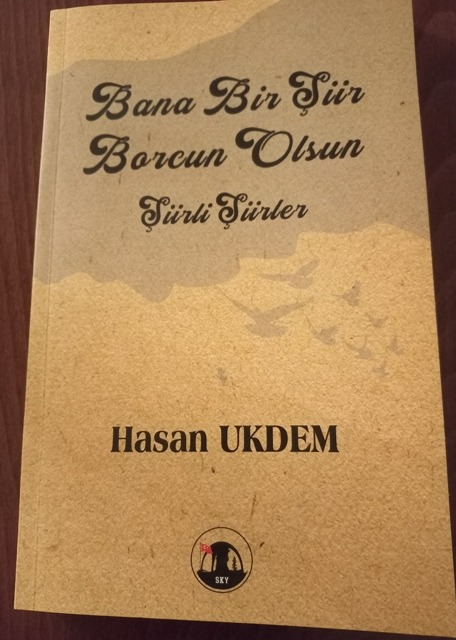 Bana Bir Şiir
Borcun Olsun
Şiirli Şiirler
Hasan UKDEM
SKY